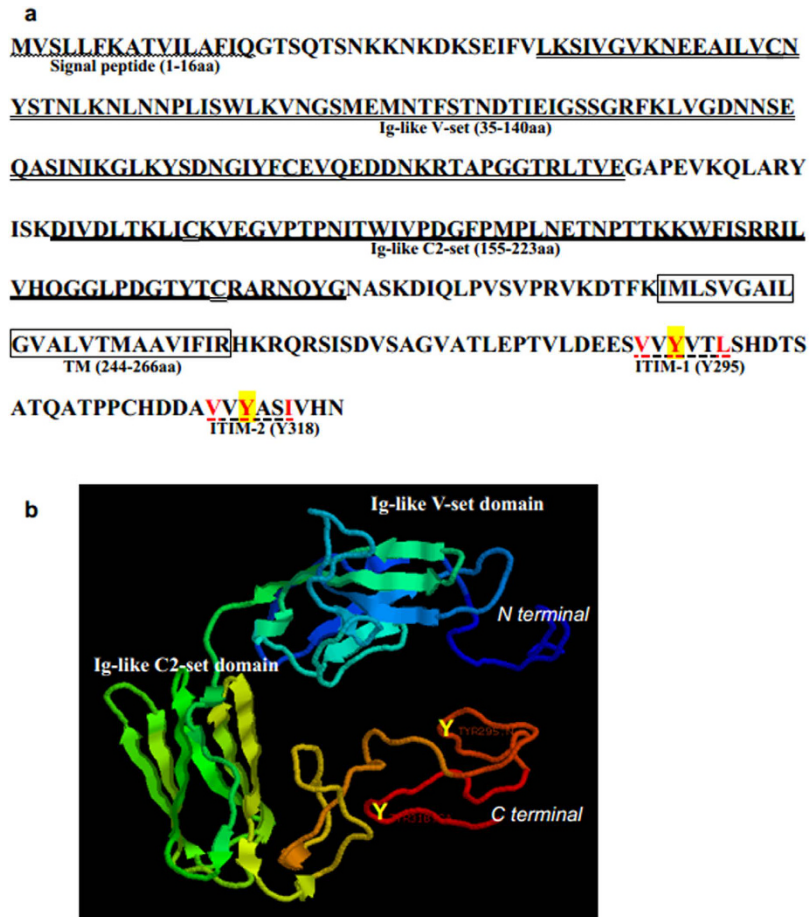 a
MVSLLFKATVILAFIQGTSQTSNKKNKDKSEIFVLKSIVGVKNEEAILVCN
Signal peptide (1-16aa)
YSTNLKNLNNPLISWLKVNGSMEMNTFSTNDTIEIGSSGRFKLVGDNNSE
Ig-like V-set (35-140aa)
QASINIKGLKYSDNGIYFCEVQEDDNKRTAPGGTRLTVEGAPEVKQLARY
ISKDIVDLTKLICKVEGVPTPNITWIVPDGFPMPLNETNPTTKKWFISRRIL
Ig-like C2-set (155-223aa)
VHQGGLPDGTYTCRARNQYGNASKDIQLPVSVPRVKDTFKIMLSVGAIL
GVALVTMAAVIFIRHKRQRSISDVSAGVATLEPTVLDEESVVYVTLSHDTS
TM (244-266aa) ITIM-1 (Y295)
ATQATPPCHDDAVVYASIVHN
ITIM-2 (Y318)
b
Ig-like V-set domain
N terminal
Ig-like C2-set domain
Y TYR295.N
Y
C terminal